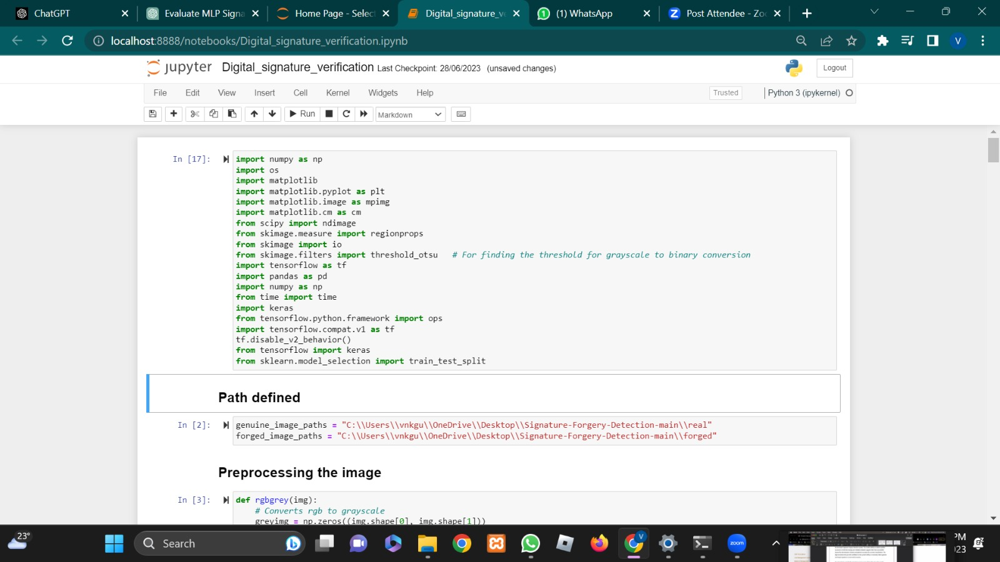 ChatGPT
Evaluate MLP Signa
Home Page - Select
Digital_signature_ve
(1) WhatsApp
Post Attendee - Zoo
localhost:8888/notebooks/Digital_signature_verification.ipynb
V
jupyter Digital_signature_verification Last Checkpoint: 28/06/2023 (unsaved changes)
Logout
File Edit View Insert Cell Kernel Widgets Help
Trusted
Python 3 (ipykernel)
Run
Markdown
In [17]:
import numpy as np
import os
import matplotlib
import matplotlib.pyplot as plt
import matplotlib.image as mpimg
import matplotlib.cm as cm
from scipy import ndimage
from skimage.measure import regionprops
from skimage import io
from skimage.filters import threshold_otsu   # For finding the threshold for grayscale to binary conversion
import tensorflow as tf
import pandas as pd
import numpy as np
from time import time
import keras
from tensorflow.python.framework import ops
import tensorflow.compat.v1 as tf
tf.disable_v2_behavior()
from tensorflow import keras
from sklearn.model_selection import train_test_split
Path defined
In [2]:
genuine_image_paths = "C:\\Users\\vnkgu\\OneDrive\\Desktop\\Signature-Forgery-Detection-main\\real"
forged_image_paths = "C:\\Users\\vnkgu\\OneDrive\\Desktop\\Signature-Forgery-Detection-main\\forged"
Preprocessing the image
In [3]:
def rgbgrey(img):
    # Converts rgb to grayscale
    greyimg = np.zeros((img.shape[0], img.shape[1]))
23°
Search
V
zoom
PM
23